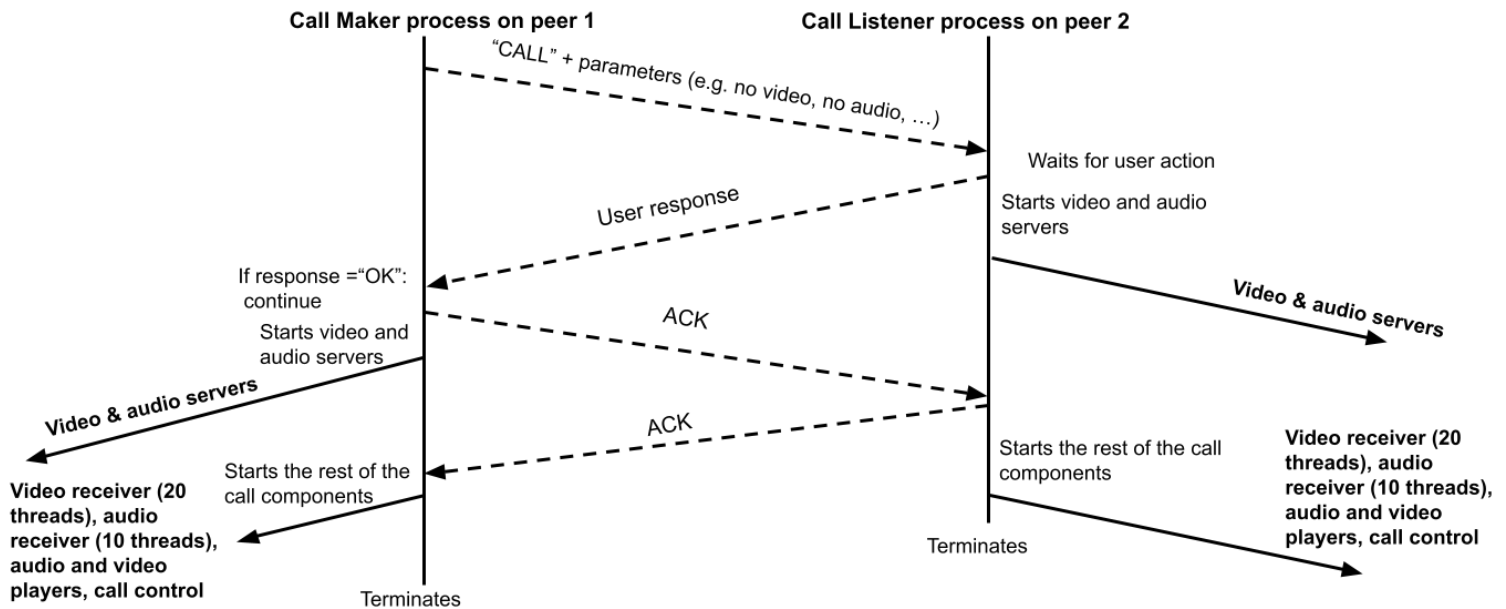 Call Maker process on peer 1
Call Listener process on peer 2
“CALL” + parameters (e.g. no video, no audio, …)
Waits for user action
User response
Starts video and audio
servers
If response =“OK”:
continue
Video & audio servers
ACK
Starts video and
audio servers
Video & audio servers
ACK
Starts the rest of the
call components
Video receiver (20
threads), audio
receiver (10 threads),
audio and video
players, call control
Starts the rest of the call
components
Video receiver (20
threads), audio
receiver (10 threads),
audio and video
players, call control
Terminates
Terminates